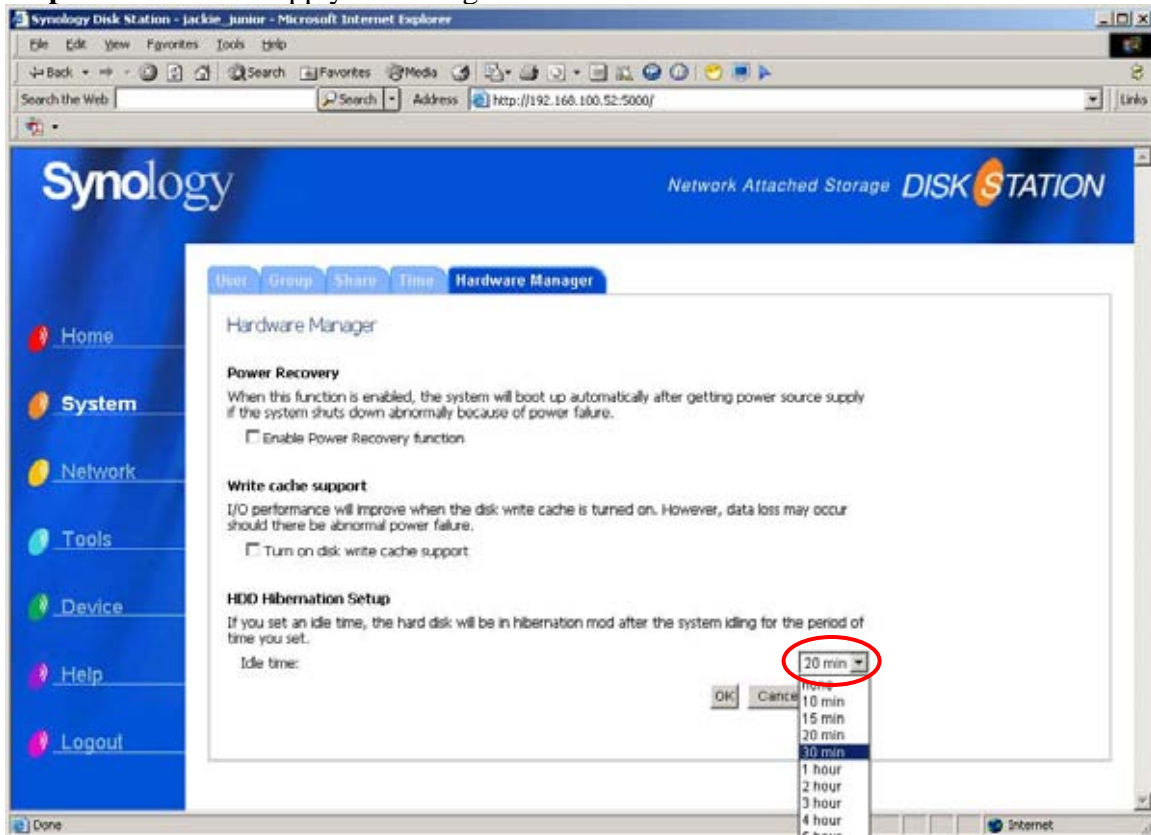 Synology Disk Station - jackie_junior - Microsoft Internet Explorer
File Edit View Favorites Tools Help
Back Search Favorites Media
Search the Web Search Address http://192.168.100.52:5000/ Links
Synology Network Attached Storage DISK STATION
User Group Share Time Hardware Manager
Hardware Manager
Home
System
Network
Tools
Device
Help
Logout
Power Recovery
When this function is enabled, the system will boot up automatically after getting power source supply
if the system shuts down abnormaly because of power failure.
Enable Power Recovery function
Write cache support
I/O performance will improve when the disk write cache is turned on. However, data loss may occur
should there be abnormal power failure.
Turn on disk write cache support
HDD Hibernation Setup
If you set an idle time, the hard disk will be in hibernation mod after the system idling for the period of
time you set.
Idle time: 20 min
OK Cance
none
10 min
15 min
20 min
30 min
1 hour
2 hour
3 hour
4 hour
Done Internet